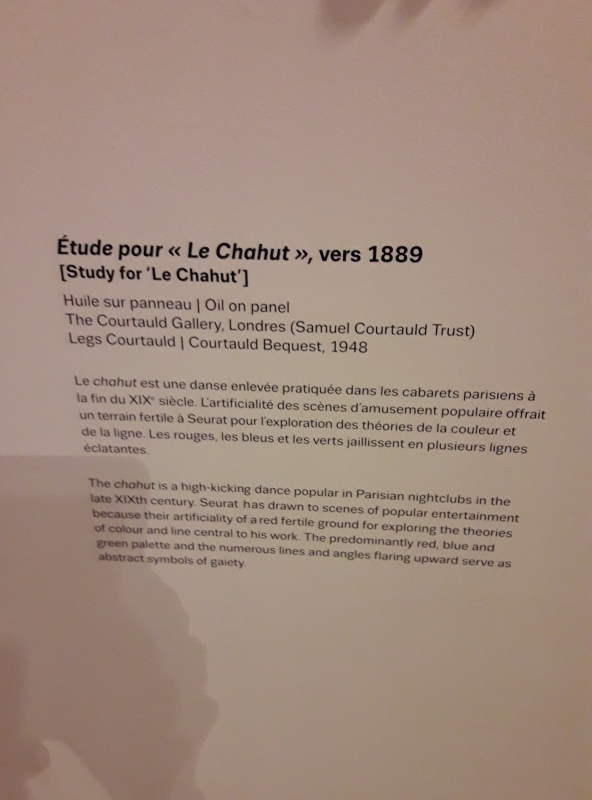 Étude pour « Le Chahut », vers 1889
[Study for ‘Le Chahut’]
Huile sur panneau | Oil on panel
The Courtauld Gallery, Londres (Samuel Courtauld Trust)
Legs Courtauld | Courtauld Bequest, 1948
Le chahut est une danse enlevée pratiquée dans les cabarets parisiens à
la fin du XIXe siècle. L’artificialité des scènes d’amusement populaire offrait
un terrain fertile à Seurat pour l’exploration des théories de la couleur et
de la ligne. Les rouges, les bleus et les verts jaillissent en plusieurs lignes
éclatantes.
The chahut is a high-kicking dance popular in Parisian nightclubs in the
late XIXth century. Seurat has drawn to scenes of popular entertainment
because their artificiality of a red fertile ground for exploring the theories
of colour and line central to his work. The predominantly red, blue and
green palette and the numerous lines and angles flaring upward serve as
abstract symbols of gaiety.